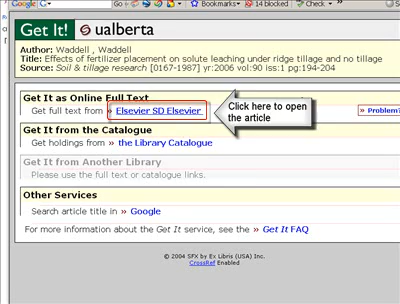 Google G▾ Bookmarks▾ 14 blocked Check ▾
Get It! ualberta
Author: Waddell , Waddell
Title: Effects of fertilizer placement on solute leaching under ridge tillage and no tillage
Source: Soil & tillage research [0167-1987] yr:2006 vol:90 iss:1 pg:194-204
Get It as Online Full Text
Get full text from » Elsevier SD Elsevier
» Problem?
Click here to open
the article
Get It from the Catalogue
Get holdings from » the Library Catalogue
Get It from Another Library
Please use the full text or catalogue links.
Other Services
Search article title in » Google
For more information about the Get It service, see the » Get It FAQ
© 2004 SFX by Ex Libris (USA) Inc.
CrossRef Enabled